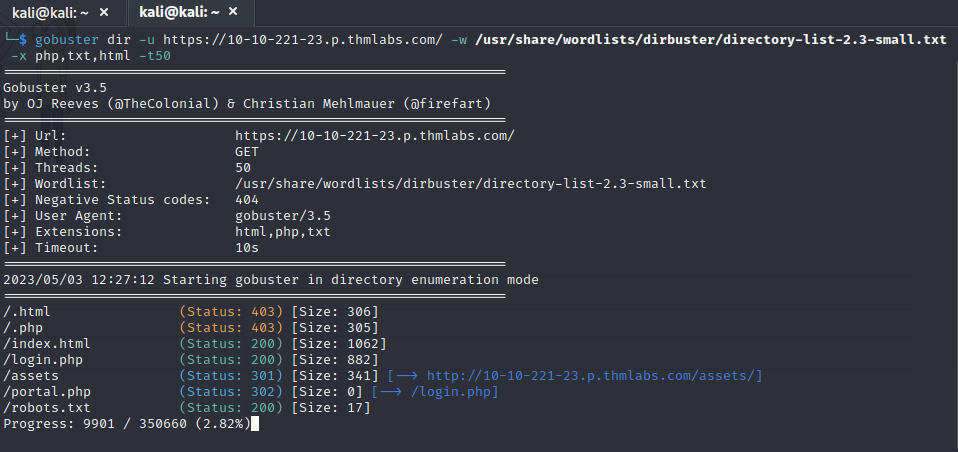 kali@kali: ~ × kali@kali: ~ ×
└─$ gobuster dir -u https://10-10-221-23.p.thmlabs.com/ -w /usr/share/wordlists/dirbuster/directory-list-2.3-small.txt
-x php,txt,html -t50
===============================================================
Gobuster v3.5
by OJ Reeves (@TheColonial) & Christian Mehlmauer (@firefart)
===============================================================
[+] Url: https://10-10-221-23.p.thmlabs.com/
[+] Method: GET
[+] Threads: 50
[+] Wordlist: /usr/share/wordlists/dirbuster/directory-list-2.3-small.txt
[+] Negative Status codes: 404
[+] User Agent: gobuster/3.5
[+] Extensions: html,php,txt
[+] Timeout: 10s
===============================================================
2023/05/03 12:27:12 Starting gobuster in directory enumeration mode
===============================================================
/.html (Status: 403) [Size: 306]
/.php (Status: 403) [Size: 305]
/index.html (Status: 200) [Size: 1062]
/login.php (Status: 200) [Size: 882]
/assets (Status: 301) [Size: 341] [--> http://10-10-221-23.p.thmlabs.com/assets/]
/portal.php (Status: 302) [Size: 0] [--> /login.php]
/robots.txt (Status: 200) [Size: 17]
Progress: 9901 / 350660 (2.82%)